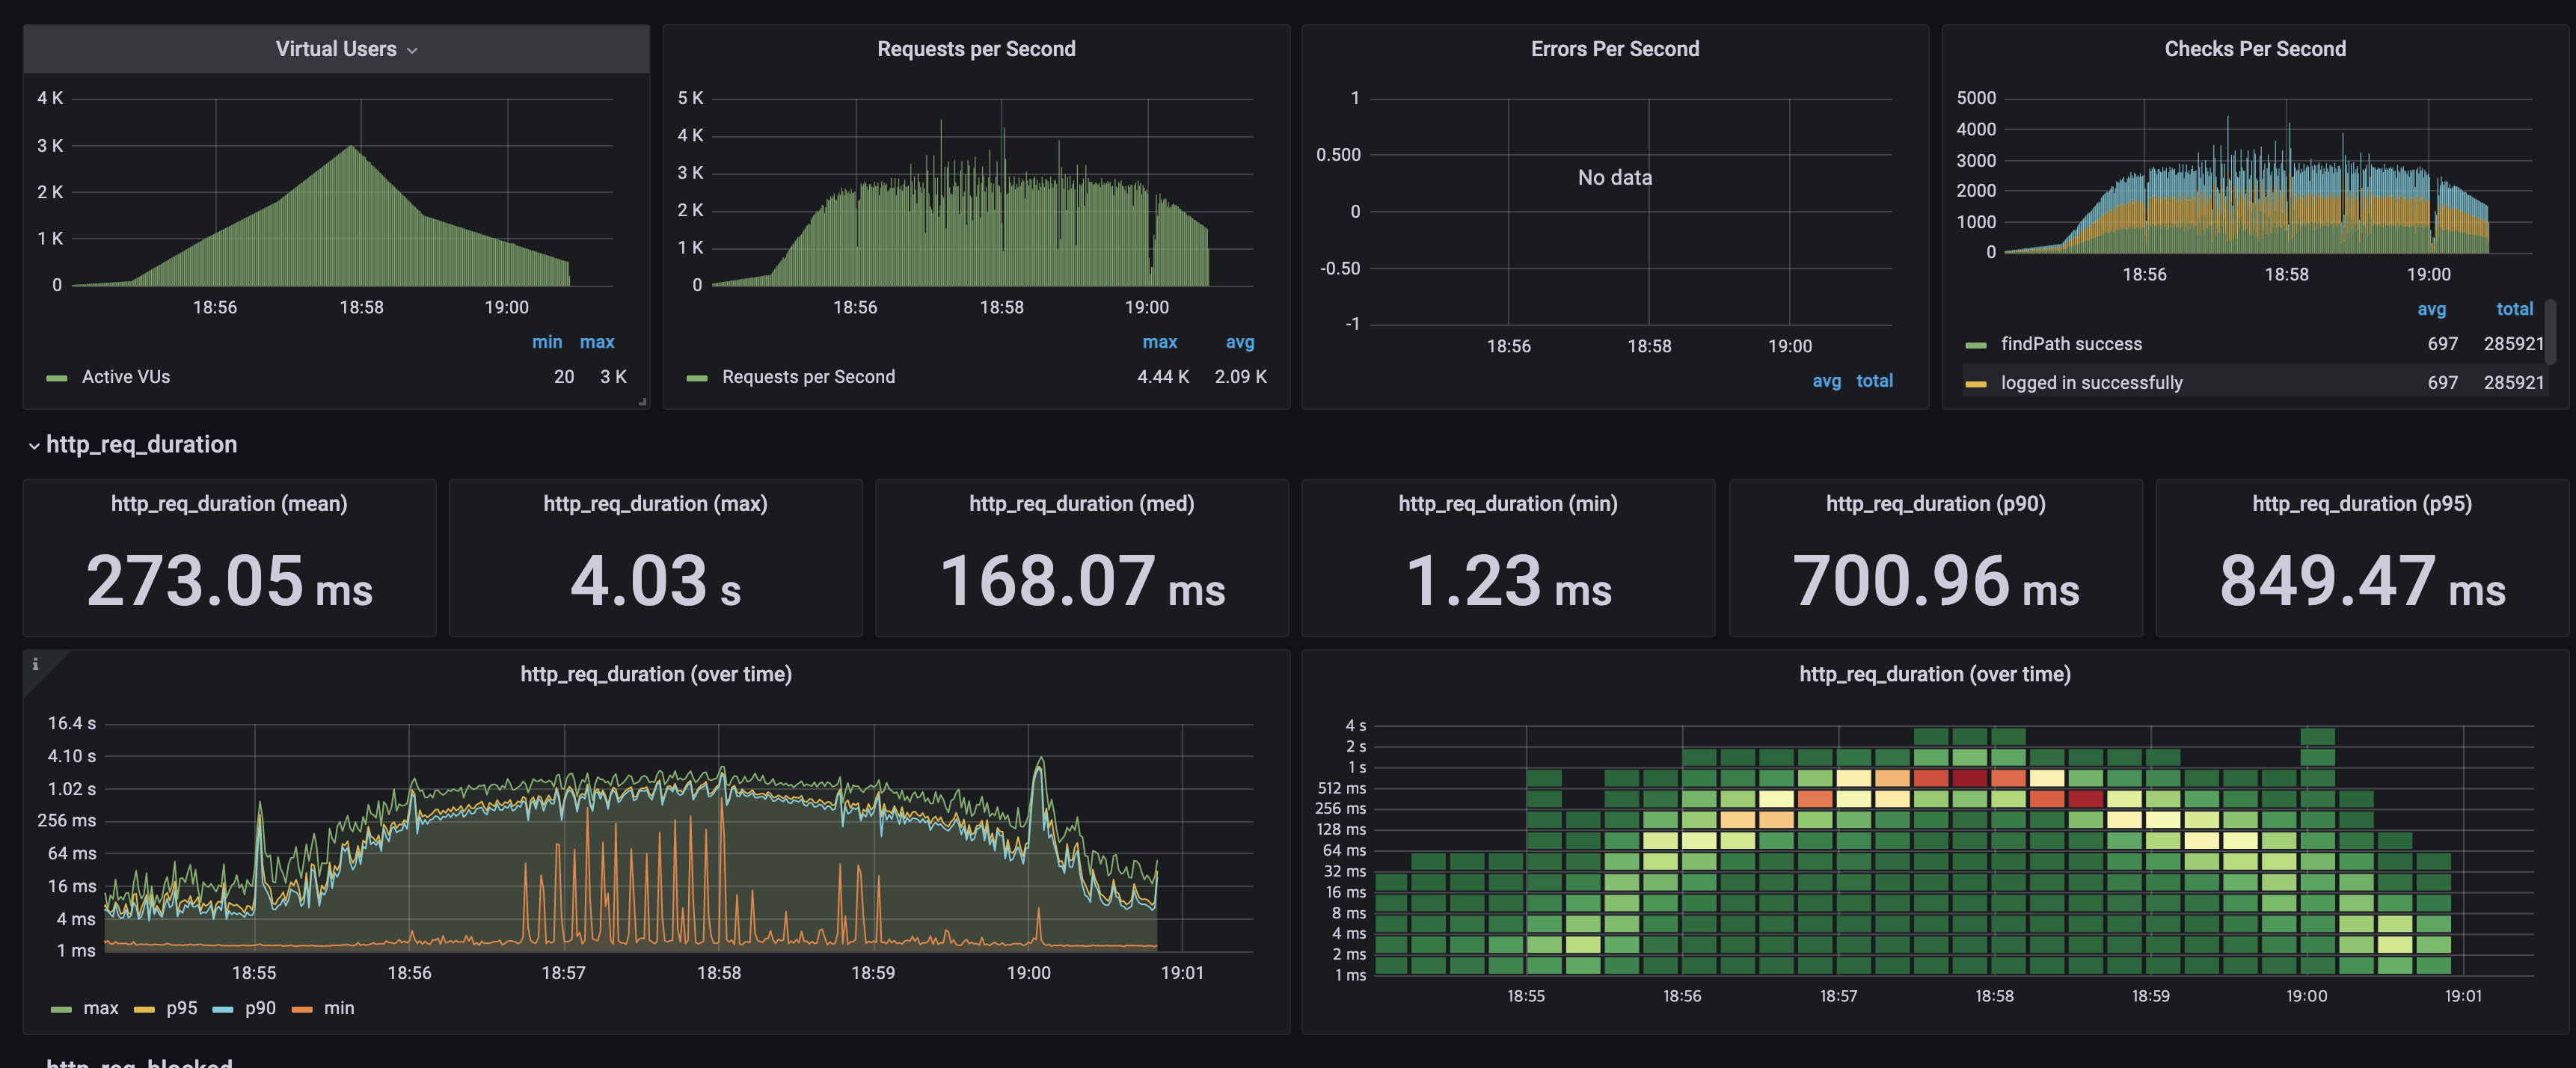 Virtual Users
4 K
3 K
2 K
1 K
0
18:56 18:58 19:00
min max
Active VUs 20 3 K
Requests per Second
5 K
4 K
3 K
2 K
1 K
0
18:56 18:58 19:00
max avg
Requests per Second 4.44 K 2.09 K
Errors Per Second
1
0.500
0
-0.50
-1
No data
18:56 18:58 19:00
avg total
Checks Per Second
5000
4000
3000
2000
1000
0
18:56 18:58 19:00
avg total
findPath success 697 285921
logged in successfully 697 285921
http_req_duration
http_req_duration (mean)
273.05 ms
http_req_duration (max)
4.03 s
http_req_duration (med)
168.07 ms
http_req_duration (min)
1.23 ms
http_req_duration (p90)
700.96 ms
http_req_duration (p95)
849.47 ms
i
http_req_duration (over time)
16.4 s
4.10 s
1.02 s
256 ms
64 ms
16 ms
4 ms
1 ms
18:55 18:56 18:57 18:58 18:59 19:00 19:01
max p95 p90 min
http_req_duration (over time)
4 s
2 s
1 s
512 ms
256 ms
128 ms
64 ms
32 ms
16 ms
8 ms
4 ms
2 ms
1 ms
18:55 18:56 18:57 18:58 18:59 19:00 19:01
http_req_blocked